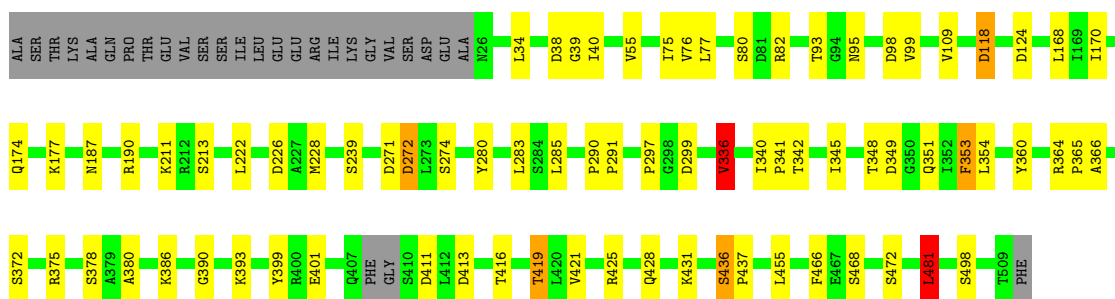 ALA SER THR LYS ALA GLN PRO THR GLU VAL SER SER ILE LEU GLU GLU ARG ILE LYS GLY VAL SER ASP GLU ALA N26 L34 D38 G39 I40 V55 I75 V76 L77 S80 D81 R82 T93 G94 N95 D98 V99 V109 D118 D124 L168 I169 I170
Q174 K177 N187 R190 K211 R212 S213 L222 D226 A227 M228 S239 D271 D272 L273 S274 Y280 L283 S284 L285 P290 P291 P297 G298 D299 V336 I340 P341 T342 I345 T348 D349 G350 Q351 I352 F353 L354 Y360 R364 P365 A366
S372 R375 S378 A379 A380 K386 G390 K393 Y399 R400 E401 Q407 PHE GLY S410 D411 L412 D413 T416 T419 L420 V421 R425 Q428 K431 S436 P437 L455 F466 E467 S468 S472 L481 S498 T509 PHE